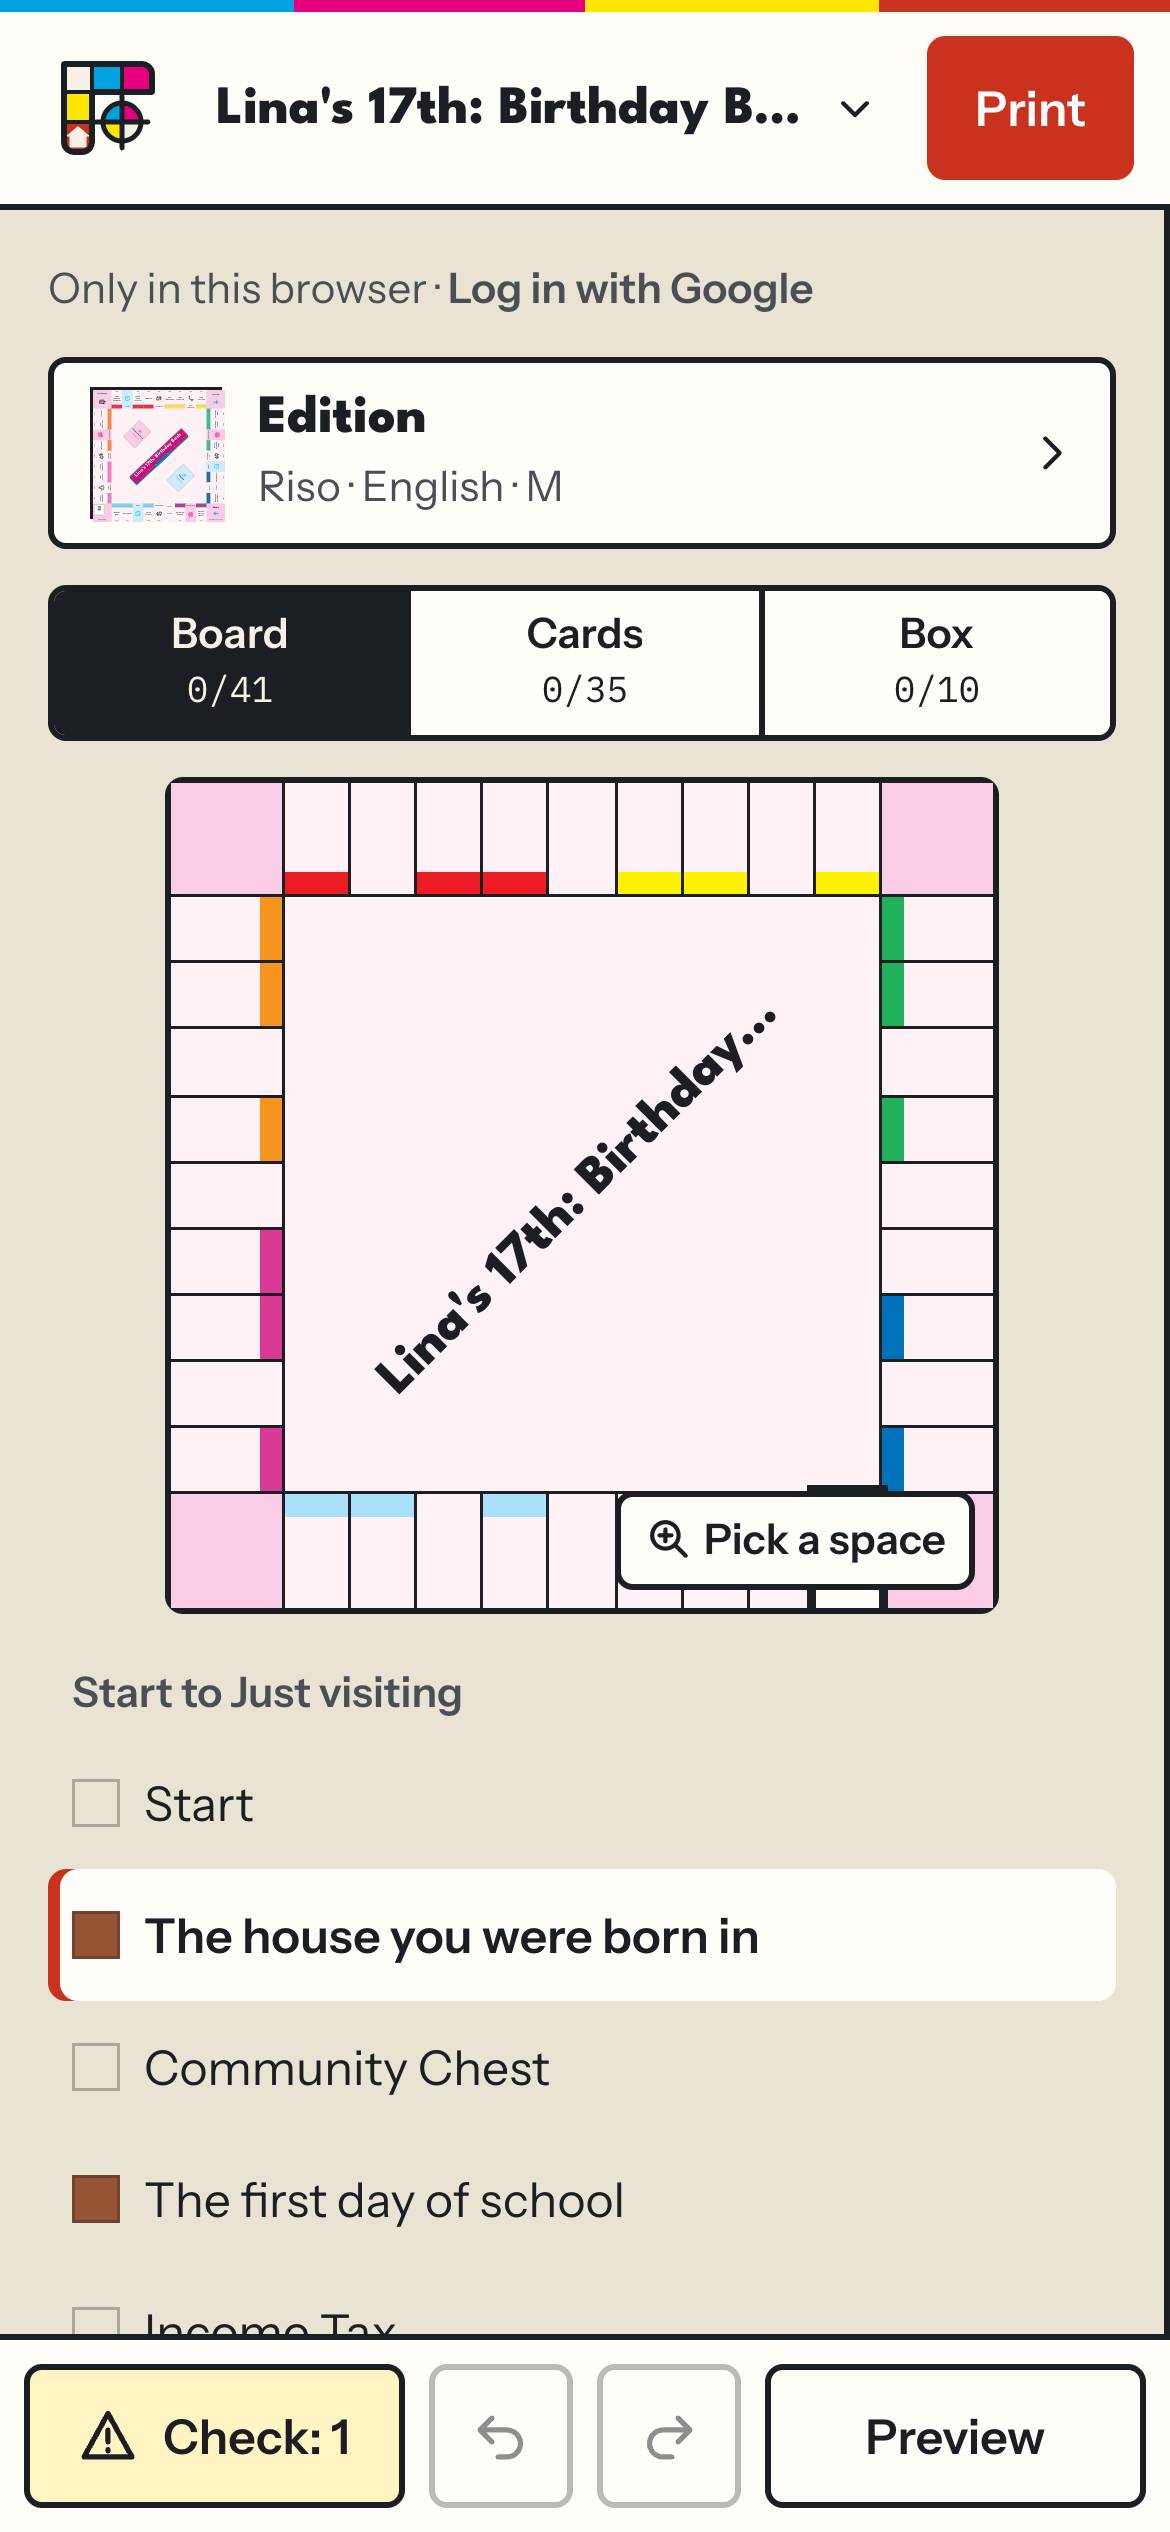 Lina's 17th: Birthday B...
Print
Only in this browser · Log in with Google
Edition
Riso · English · M
Board
0/41
Cards
0/35
Box
0/10
Lina's 17th: Birthday...
Pick a space
Start to Just visiting
Start
The house you were born in
Community Chest
The first day of school
Income Tax
Check: 1
Preview